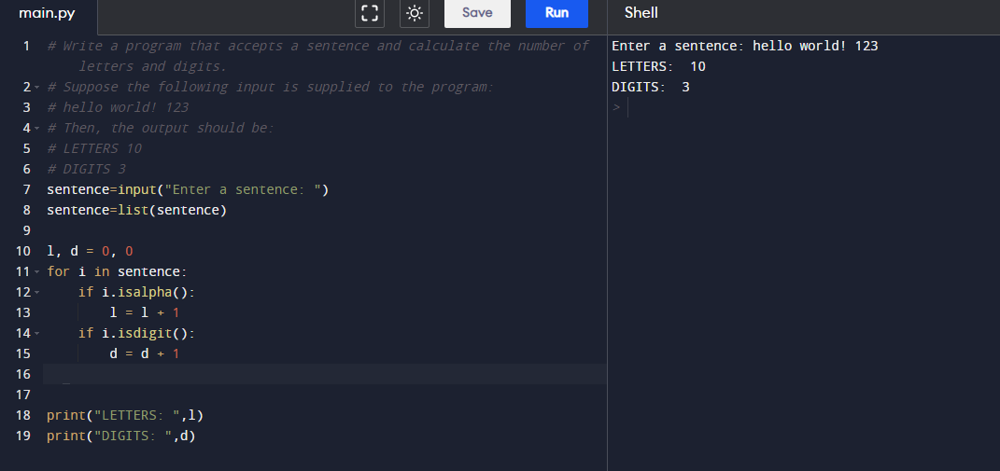 main.py
Save
Run
Shell
1 # Write a program that accepts a sentence and calculate the number of
letters and digits.
2 # Suppose the following input is supplied to the program:
3 # hello world! 123
4 # Then, the output should be:
5 # LETTERS 10
6 # DIGITS 3
7 sentence=input("Enter a sentence: ")
8 sentence=list(sentence)
9
10 l, d = 0, 0
11 for i in sentence:
12     if i.isalpha():
13         l = l + 1
14     if i.isdigit():
15         d = d + 1
16
17
18 print("LETTERS: ",l)
19 print("DIGITS: ",d)
Enter a sentence: hello world! 123
LETTERS:  10
DIGITS:  3
>